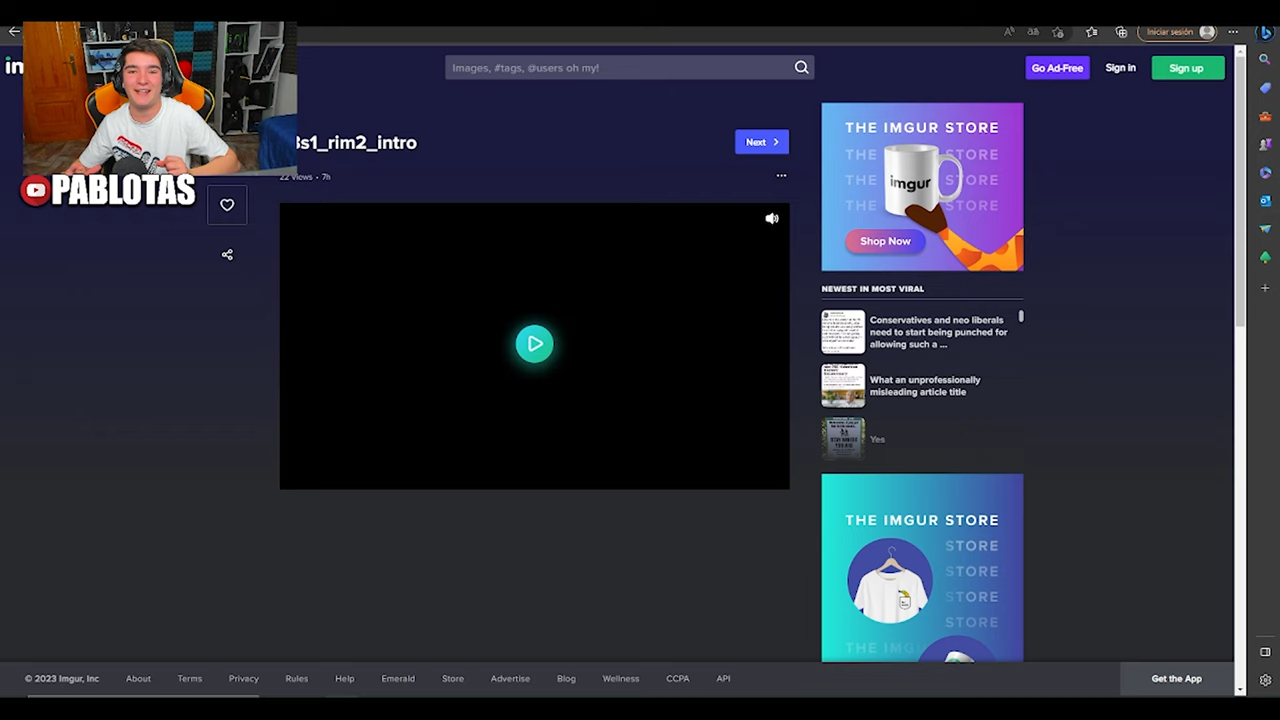 Iniciar sesión
im
Images, #tags, @users oh my!
Go Ad-Free
Sign in
Sign up
3s1_rim2_intro
Next
22 Views • 7h
PABLOTAS
THE IMGUR STORE
THE STORE
THE STORE
THE STORE
imgur
Shop Now
NEWEST IN MOST VIRAL
Conservatives and neo liberals
need to start being punched for
allowing such a ...
What an unprofessionally
misleading article title
Yes
THE IMGUR STORE
STORE
STORE
STORE
STORE
THE IM
© 2023 Imgur, Inc
About
Terms
Privacy
Rules
Help
Emerald
Store
Advertise
Blog
Wellness
CCPA
API
Get the App